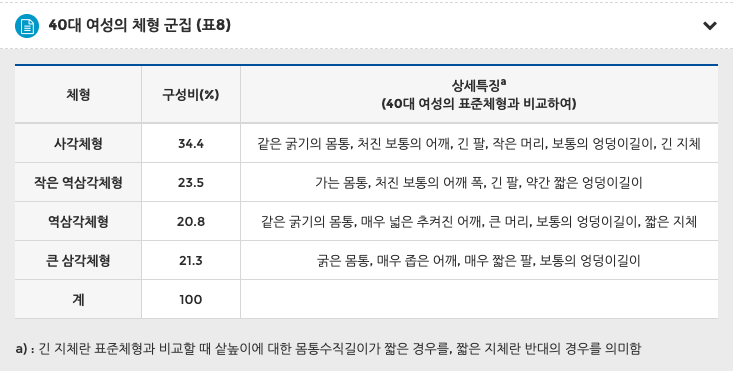 40대 여성의 체형 군집 (표8)
체형 구성비(%) 상세특징a
(40대 여성의 표준체형과 비교하여)
사각체형 34.4 같은 굵기의 몸통, 처진 보통의 어깨, 긴 팔, 작은 머리, 보통의 엉덩이길이, 긴 지체
작은 역삼각체형 23.5 가는 몸통, 처진 보통의 어깨 폭, 긴 팔, 약간 짧은 엉덩이길이
역삼각체형 20.8 같은 굵기의 몸통, 매우 넓은 추켜진 어깨, 큰 머리, 보통의 엉덩이길이, 짧은 지체
큰 삼각체형 21.3 굵은 몸통, 매우 좁은 어깨, 매우 짧은 팔, 보통의 엉덩이길이
계 100
a) : 긴 지체란 표준체형과 비교할 때 샅높이에 대한 몸통수직길이가 짧은 경우를, 짧은 지체란 반대의 경우를 의미함